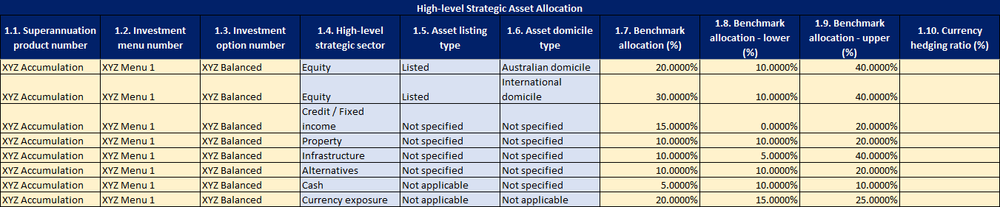 High-level Strategic Asset Allocation
1.1. Superannuation product number 1.2. Investment menu number 1.3. Investment option number 1.4. High-level strategic sector 1.5. Asset listing type 1.6. Asset domicile type 1.7. Benchmark allocation (%) 1.8. Benchmark allocation - lower (%) 1.9. Benchmark allocation - upper (%) 1.10. Currency hedging ratio (%)
XYZ Accumulation XYZ Menu 1 XYZ Balanced Equity Listed Australian domicile 20.0000% 10.0000% 40.0000%
XYZ Accumulation XYZ Menu 1 XYZ Balanced Equity Listed International domicile 30.0000% 10.0000% 40.0000%
XYZ Accumulation XYZ Menu 1 XYZ Balanced Credit / Fixed income Not specified Not specified 15.0000% 0.0000% 20.0000%
XYZ Accumulation XYZ Menu 1 XYZ Balanced Property Not specified Not specified 10.0000% 10.0000% 20.0000%
XYZ Accumulation XYZ Menu 1 XYZ Balanced Infrastructure Not specified Not specified 10.0000% 5.0000% 40.0000%
XYZ Accumulation XYZ Menu 1 XYZ Balanced Alternatives Not specified Not specified 10.0000% 10.0000% 20.0000%
XYZ Accumulation XYZ Menu 1 XYZ Balanced Cash Not applicable Not specified 5.0000% 10.0000% 10.0000%
XYZ Accumulation XYZ Menu 1 XYZ Balanced Currency exposure Not applicable Not applicable 20.0000% 15.0000% 25.0000%